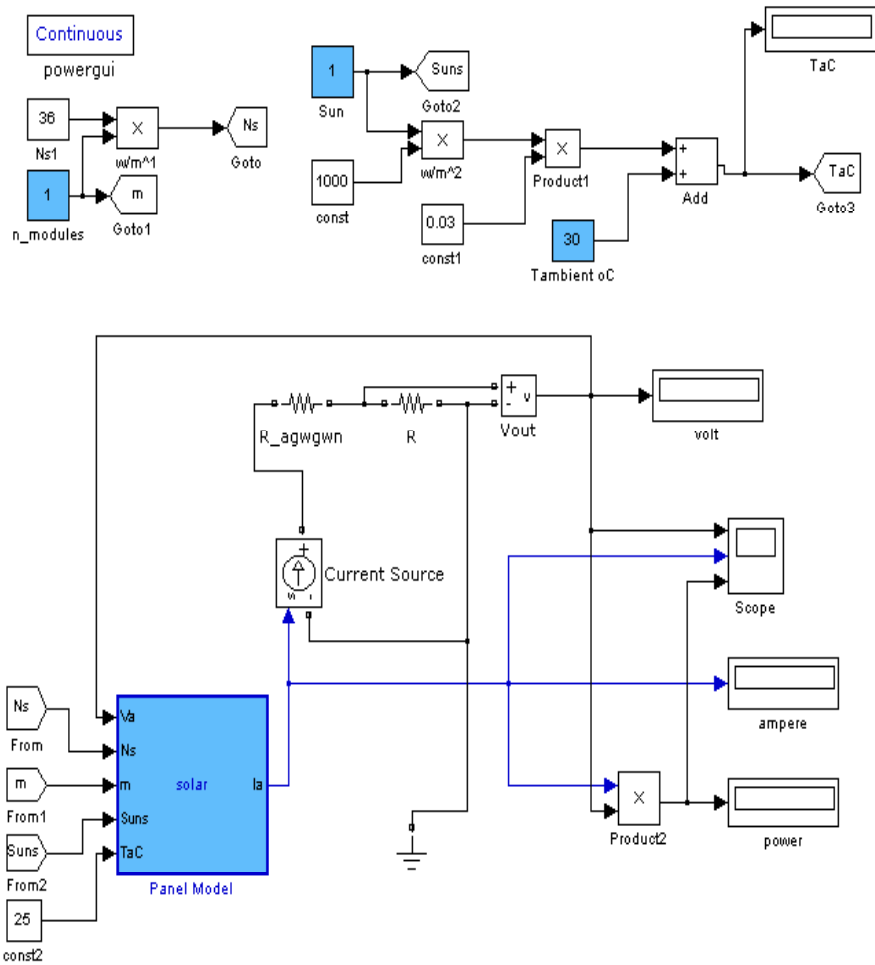 Continuous
powergui
36
Ns1
X
w/m^1
Ns
Goto
1
n_modules
m
Goto1
1
Sun
Suns
Goto2
1000
const
X
w/m^2
0.03
const1
X
Product1
30
Tambient oC
+
+
Add
TaC
TaC
Goto3
R_agwgwn
R
+
-
v
Vout
volt
+
s
-
Current Source
Scope
ampere
X
Product2
power
Ns
From
m
From1
Suns
From2
25
const2
Va
Ns
m
Suns
TaC
solar
Ia
Panel Model